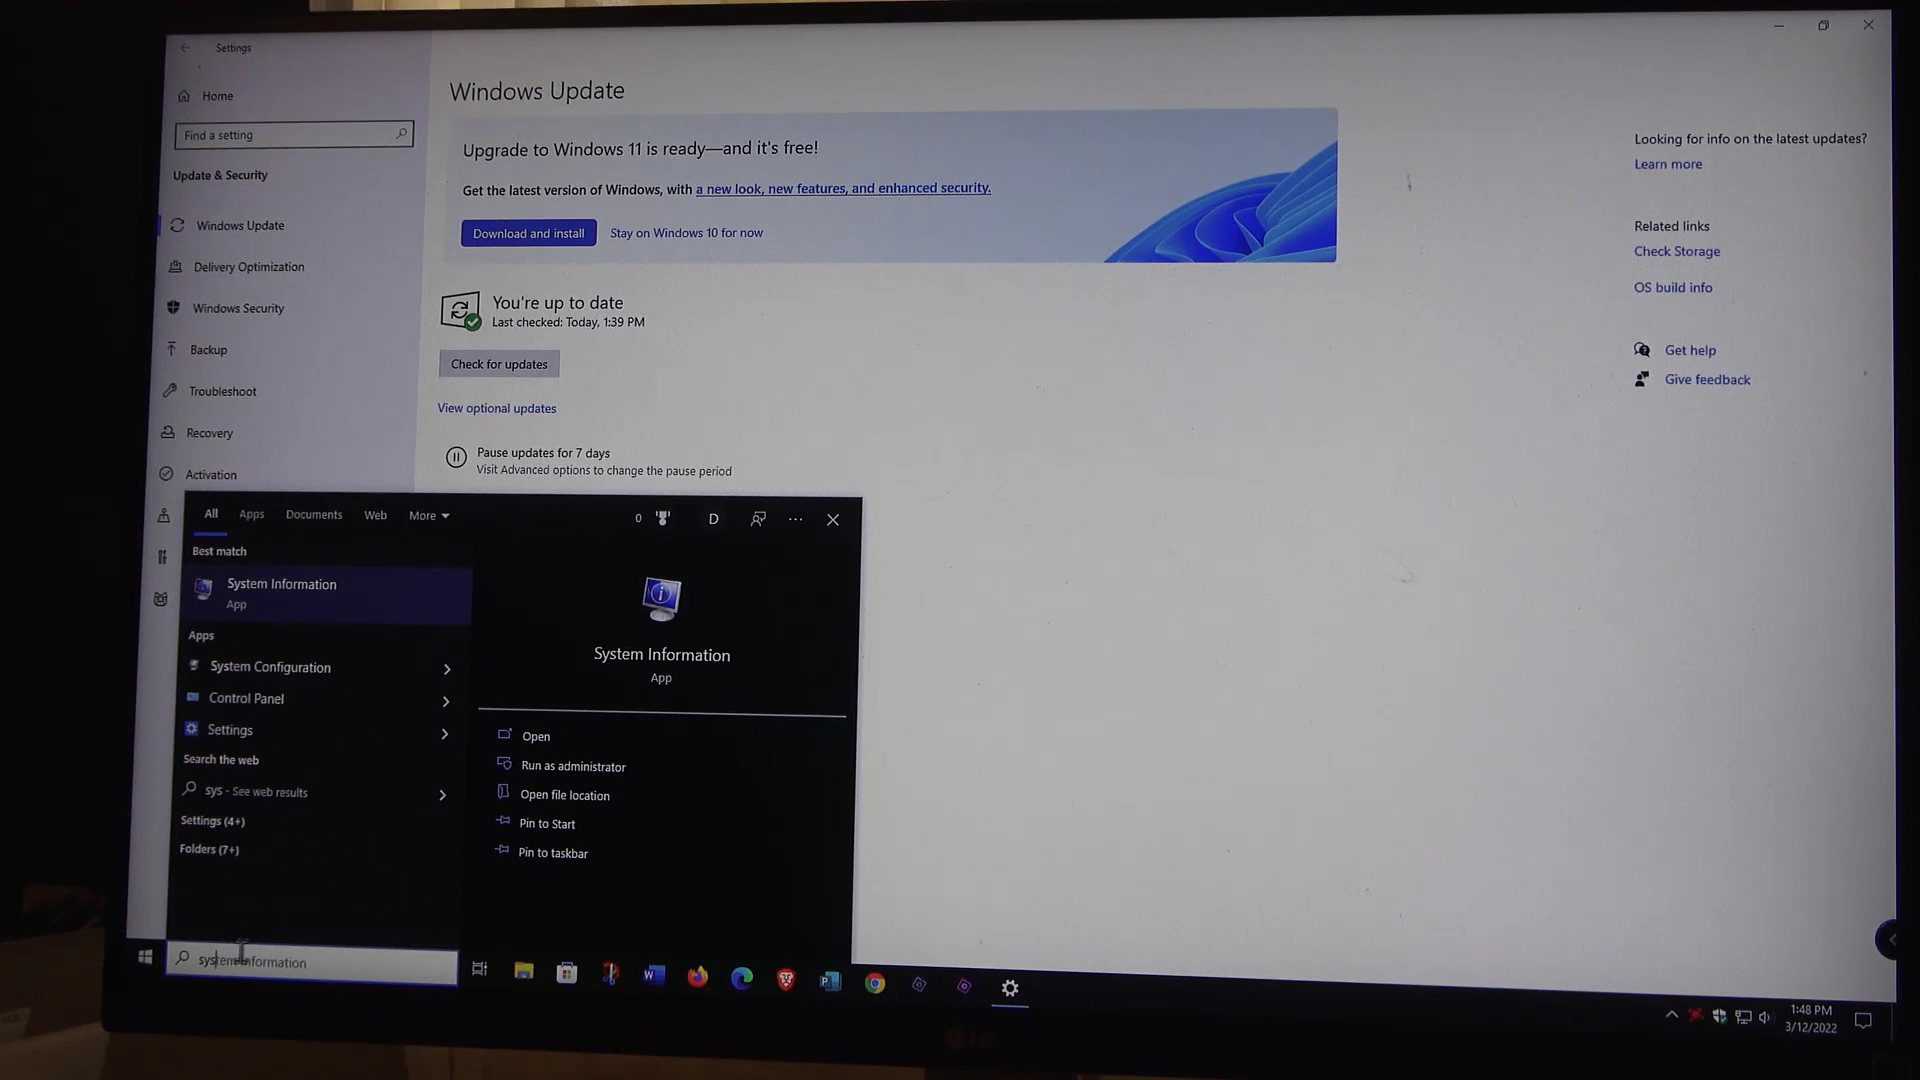 Settings
Home
Find a setting
Update & Security
Windows Update
Delivery Optimization
Windows Security
Backup
Troubleshoot
Recovery
Activation
Windows Update
Upgrade to Windows 11 is ready—and it's free!
Get the latest version of Windows, with a new look, new features, and enhanced security.
Download and install
Stay on Windows 10 for now
You're up to date
Last checked: Today, 1:39 PM
Check for updates
View optional updates
Pause updates for 7 days
Visit Advanced options to change the pause period
Looking for info on the latest updates?
Learn more
Related links
Check Storage
OS build info
Get help
Give feedback
All
Apps
Documents
Web
More
0
D
Best match
System Information
App
Apps
System Configuration
Control Panel
Settings
Search the web
sys - See web results
Settings (4+)
Folders (7+)
System Information
App
Open
Run as administrator
Open file location
Pin to Start
Pin to taskbar
system information
W
P
1:48 PM
3/12/2022
LG